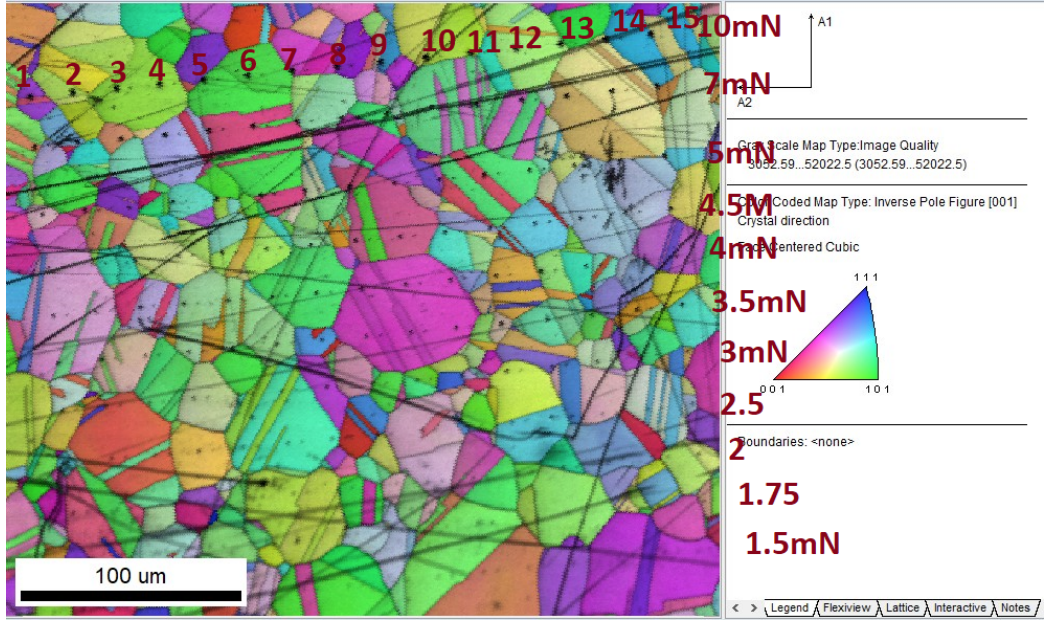 1 2 3 4 5 6 7 8 9 10 11 12 13 14 15 10mN
A1
7mN
A2
Gray Scale Map Type:Image Quality
5mN
3052.59...52022.5 (3052.59...52022.5)
Color Coded Map Type: Inverse Pole Figure [001]
4.5M
Crystal direction
4mN
Face Centered Cubic
1 1 1
3.5mN
3mN
0 0 1 1 0 1
2.5
Boundaries: <none>
2
1.75
1.5mN
100 um
< > Legend Flexiview Lattice Interactive Notes